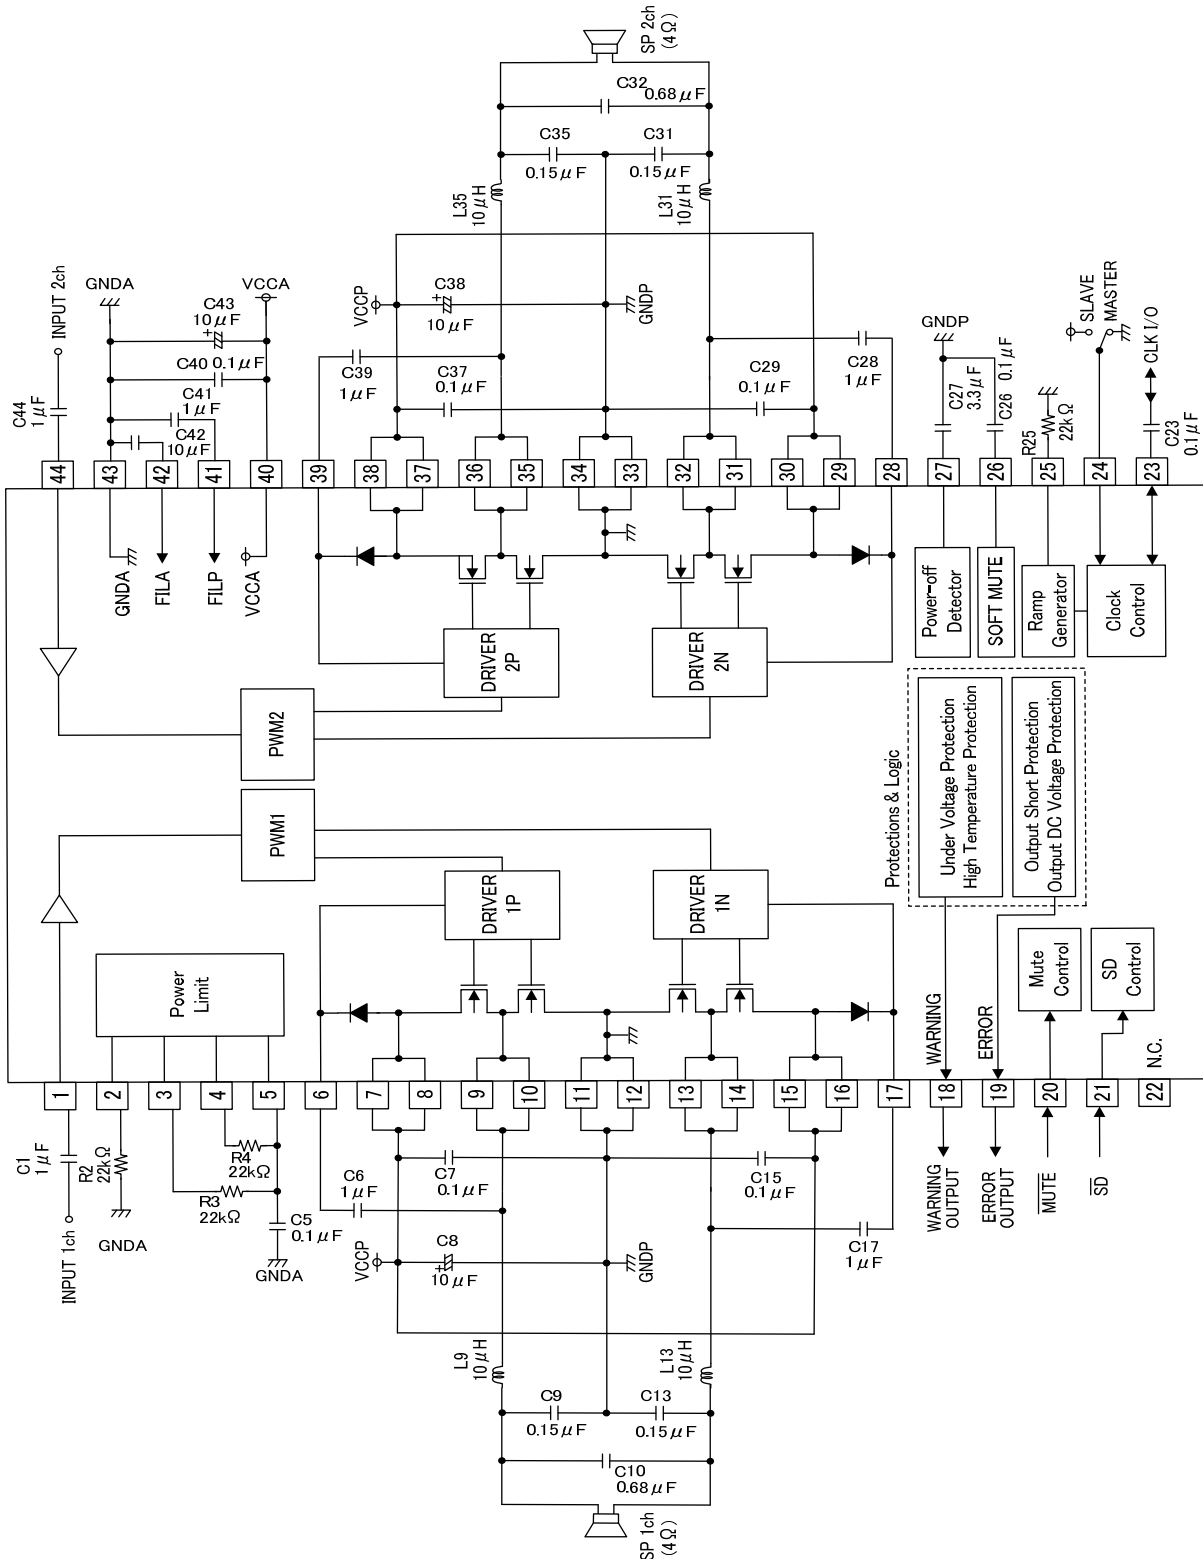 SP 2ch
(4Ω)
C32
0.68μF
C35
0.15μF
C31
0.15μF
L35
10μH
L31
10μH
INPUT 2ch
GNDA
C43
10μF
+
VCCA
C40 0.1μF
C41
1μF
C42
10μF
C44
1μF
VCCP
+
C38
10μF
GNDP
C39
1μF
C37
0.1μF
C29
0.1μF
C28
1μF
GNDP
C27
3.3μF
C26
0.1μF
R25
22kΩ
SLAVE
MASTER
CLK I/O
C23
0.1μF
44
43
42
41
40
39
38
37
36
35
34
33
32
31
30
29
28
27
26
25
24
23
GNDA
FILA
FILP
VCCA
DRIVER
2P
DRIVER
2N
Power-off
Detector
SOFT MUTE
Ramp
Generator
Clock
Control
PWM2
PWM1
Protections & Logic
Under Voltage Protection
High Temperature Protection
Output Short Protection
Output DC Voltage Protection
DRIVER
1P
DRIVER
1N
Power
Limit
WARNING
ERROR
Mute
Control
SD
Control
N.C.
1
2
3
4
5
6
7
8
9
10
11
12
13
14
15
16
17
18
19
20
21
22
C1
1μF
INPUT 1ch
R2
22kΩ
GNDA
R4
22kΩ
R3
22kΩ
C5
0.1μF
GNDA
C6
1μF
C7
0.1μF
C15
0.1μF
C17
1μF
VCCP
C8
+
10μF
GNDP
WARNING
OUTPUT
ERROR
OUTPUT
MUTE
SD
L9
10μH
L13
10μH
C9
0.15μF
C13
0.15μF
C10
0.68μF
SP 1ch
(4Ω)